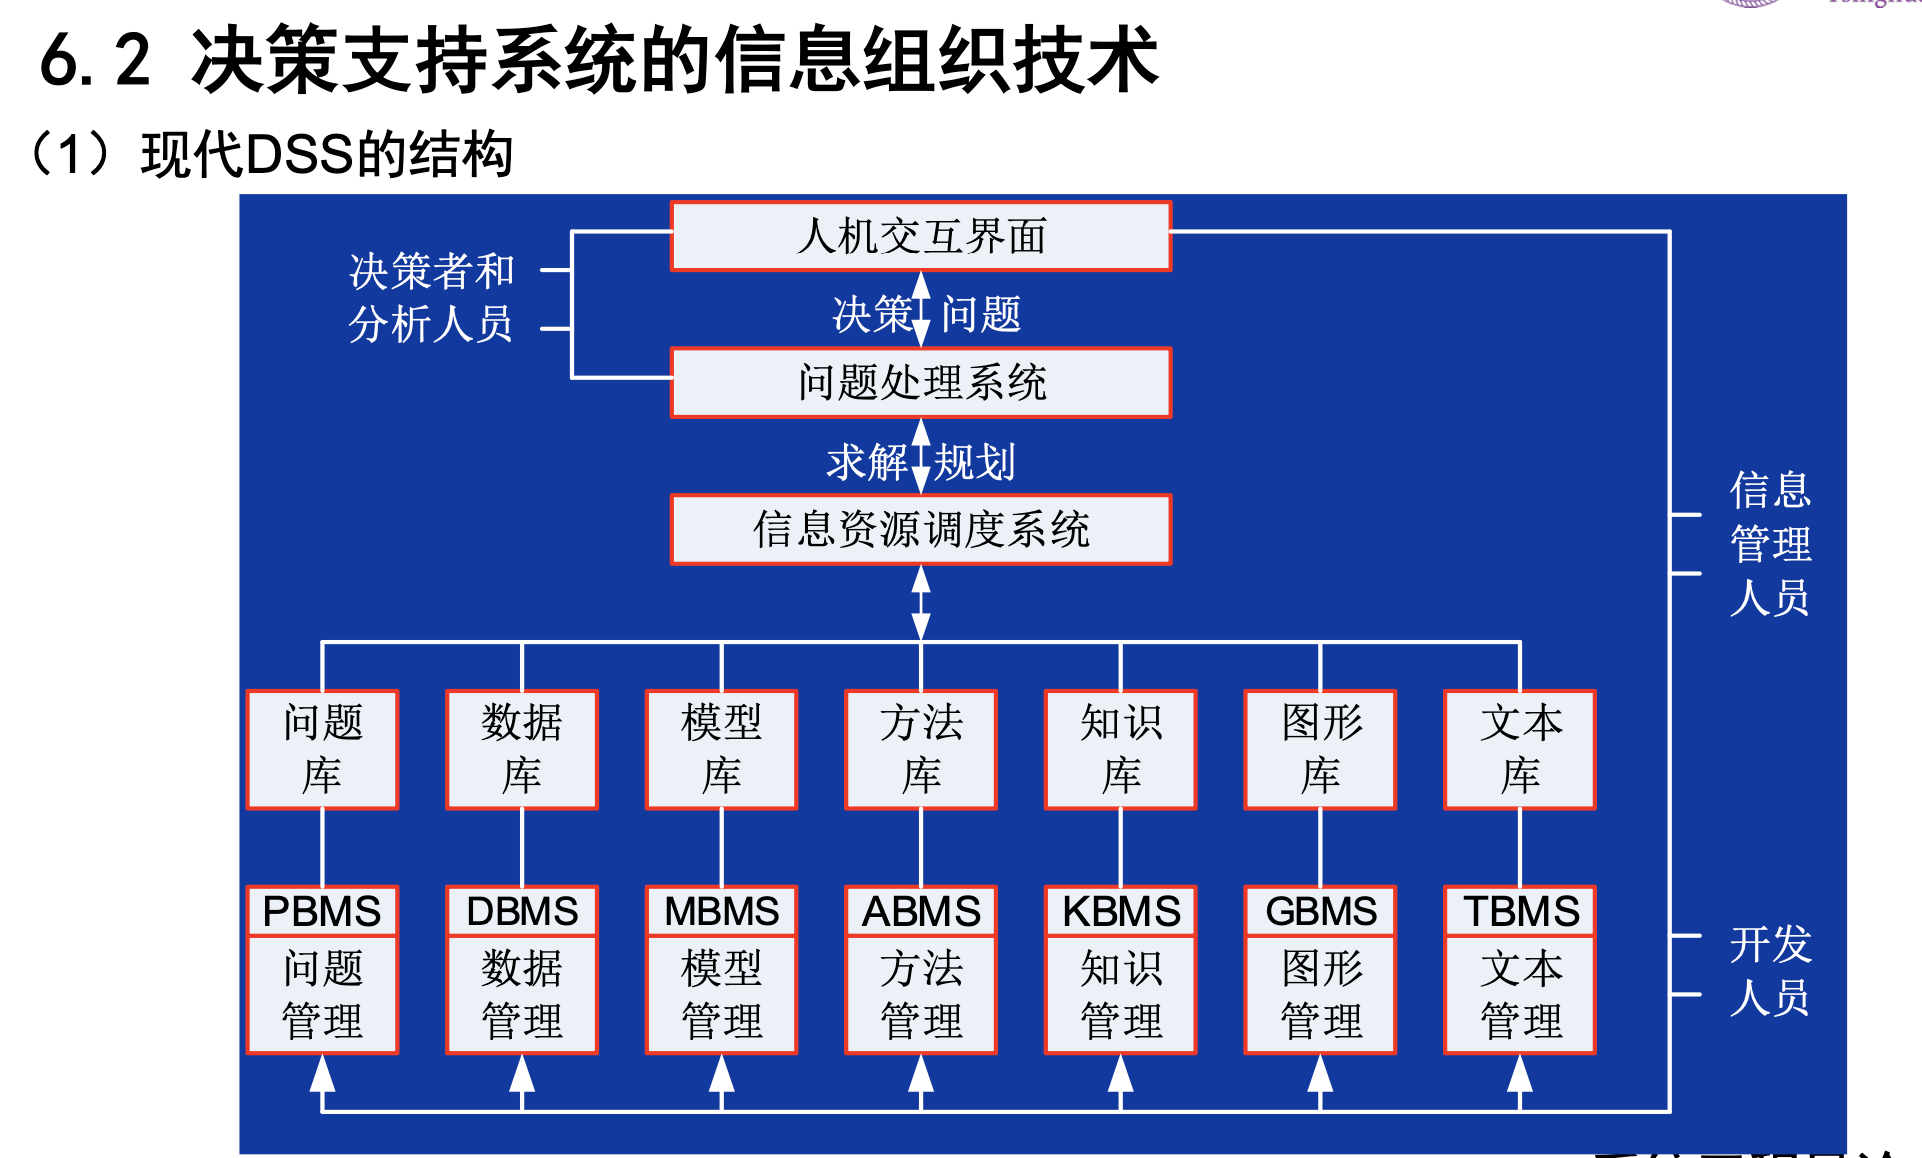 6.2 决策支持系统的信息组织技术
（1）现代DSS的结构
人机交互界面
决策者和
分析人员
决策 问题
问题处理系统
求解 规划
信息资源调度系统
信息
管理
人员
问题
库
数据
库
模型
库
方法
库
知识
库
图形
库
文本
库
PBMS
问题
管理
DBMS
数据
管理
MBMS
模型
管理
ABMS
方法
管理
KBMS
知识
管理
GBMS
图形
管理
TBMS
文本
管理
开发
人员